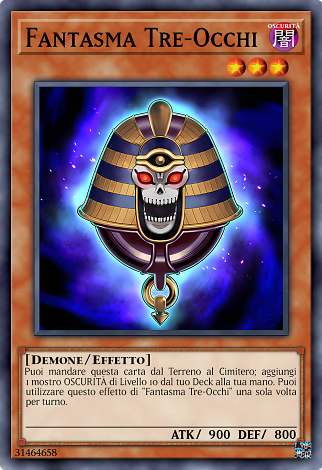 Fantasma Tre-Occhi
OSCURITÀ
闇
[Demone/Effetto]
Puoi mandare questa carta dal Terreno al Cimitero; aggiungi
1 mostro OSCURITÀ di Livello 10 dal tuo Deck alla tua mano. Puoi
utilizzare questo effetto di "Fantasma Tre-Occhi" una sola volta
per turno.
ATK/ 900 DEF/ 800
31464658